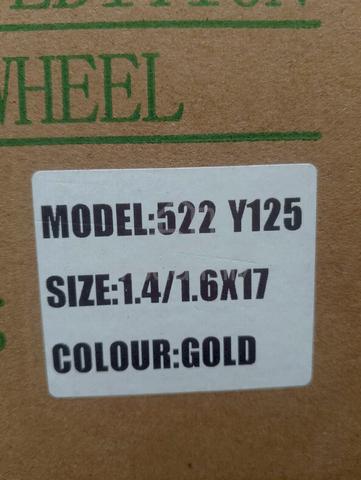 WHEEL
MODEL:522 Y125
SIZE:1.4/1.6X17
COLOUR:GOLD